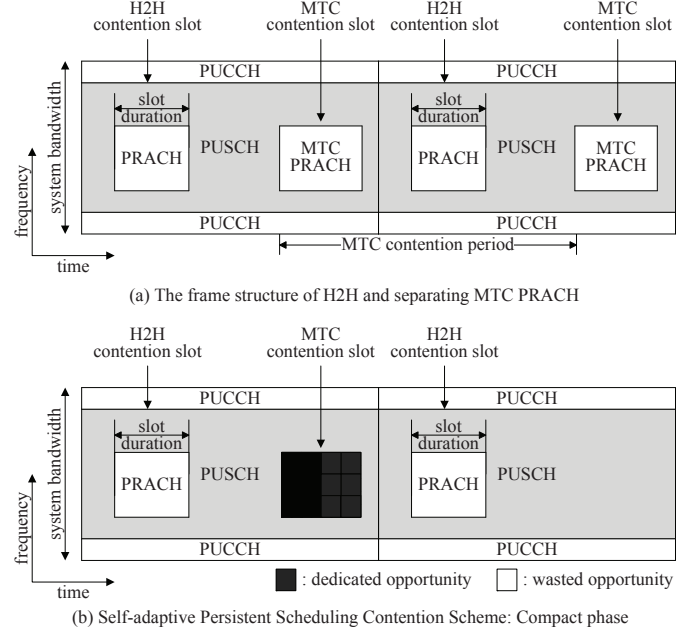 H2H MTC H2H MTC
contention slot contention slot contention slot contention slot
PUCCH PUCCH
slot duration slot duration
PRACH PUSCH MTC PRACH PRACH PUSCH MTC PRACH
system bandwidth
frequency
PUCCH PUCCH
MTC contention period
time
(a) The frame structure of H2H and separating MTC PRACH
H2H MTC H2H
contention slot contention slot contention slot
PUCCH PUCCH
slot duration slot duration
PRACH PUSCH PRACH PUSCH
system bandwidth
frequency
PUCCH PUCCH
time
: dedicated opportunity : wasted opportunity
(b) Self-adaptive Persistent Scheduling Contention Scheme: Compact phase